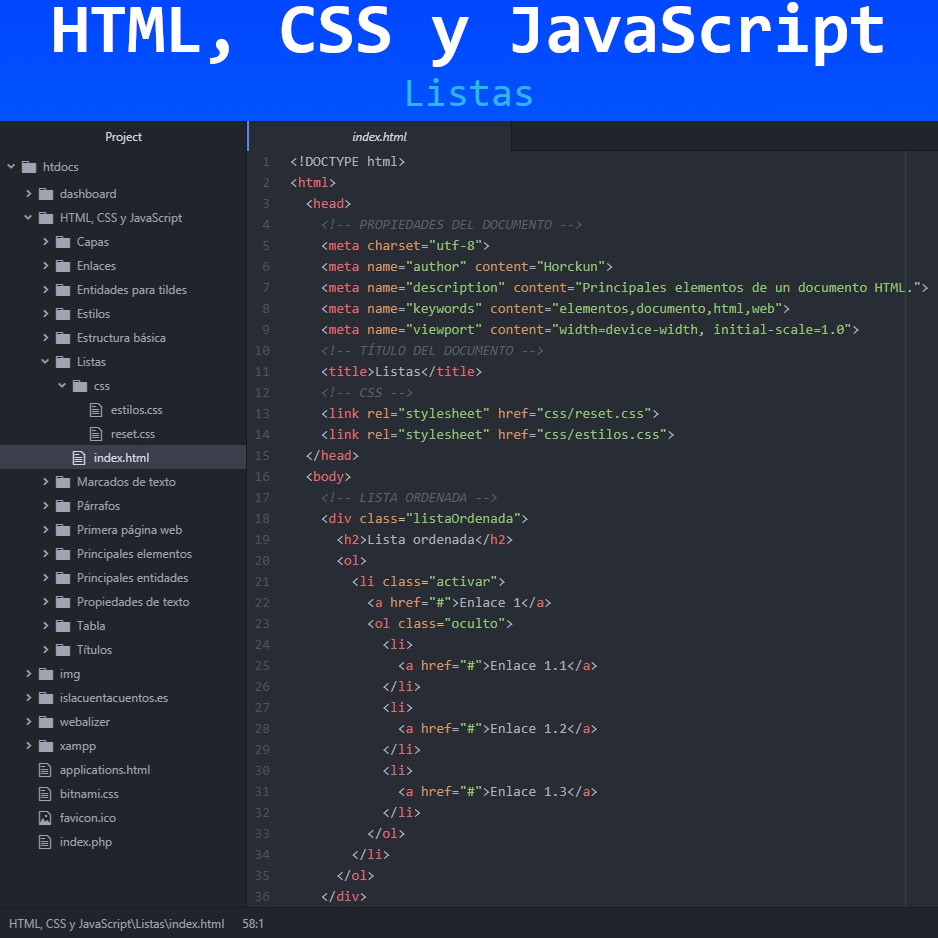 HTML, CSS y JavaScript
Listas
Project
htdocs
dashboard
HTML, CSS y JavaScript
Capas
Enlaces
Entidades para tildes
Estilos
Estructura básica
Listas
css
estilos.css
reset.css
index.html
Marcados de texto
Párrafos
Primera página web
Principales elementos
Principales entidades
Propiedades de texto
Tabla
Títulos
img
islacuentacuentos.es
webalizer
xampp
applications.html
bitnami.css
favicon.ico
index.php
index.html
1 <!DOCTYPE html>
2 <html>
3 <head>
4 <!-- PROPIEDADES DEL DOCUMENTO -->
5 <meta charset="utf-8">
6 <meta name="author" content="Horckun">
7 <meta name="description" content="Principales elementos de un documento HTML.">
8 <meta name="keywords" content="elementos,documento,html,web">
9 <meta name="viewport" content="width=device-width, initial-scale=1.0">
10 <!-- TÍTULO DEL DOCUMENTO -->
11 <title>Listas</title>
12 <!-- CSS -->
13 <link rel="stylesheet" href="css/reset.css">
14 <link rel="stylesheet" href="css/estilos.css">
15 </head>
16 <body>
17 <!-- LISTA ORDENADA -->
18 <div class="listaOrdenada">
19 <h2>Lista ordenada</h2>
20 <ol>
21 <li class="activar">
22 <a href="#">Enlace 1</a>
23 <ol class="oculto">
24 <li>
25 <a href="#">Enlace 1.1</a>
26 </li>
27 <li>
28 <a href="#">Enlace 1.2</a>
29 </li>
30 <li>
31 <a href="#">Enlace 1.3</a>
32 </li>
33 </ol>
34 </li>
35 </ol>
36 </div>
HTML, CSS y JavaScript\Listas\index.html 58:1